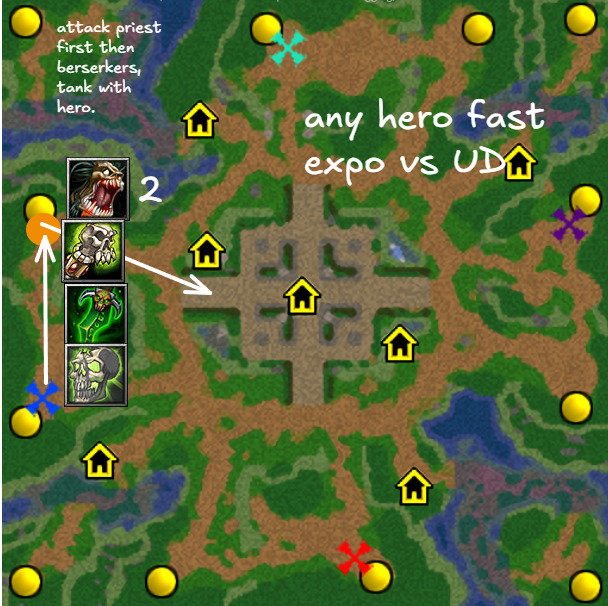 attack priest
first then
berserkers,
tank with
hero.
any hero fast
expo vs UD
2